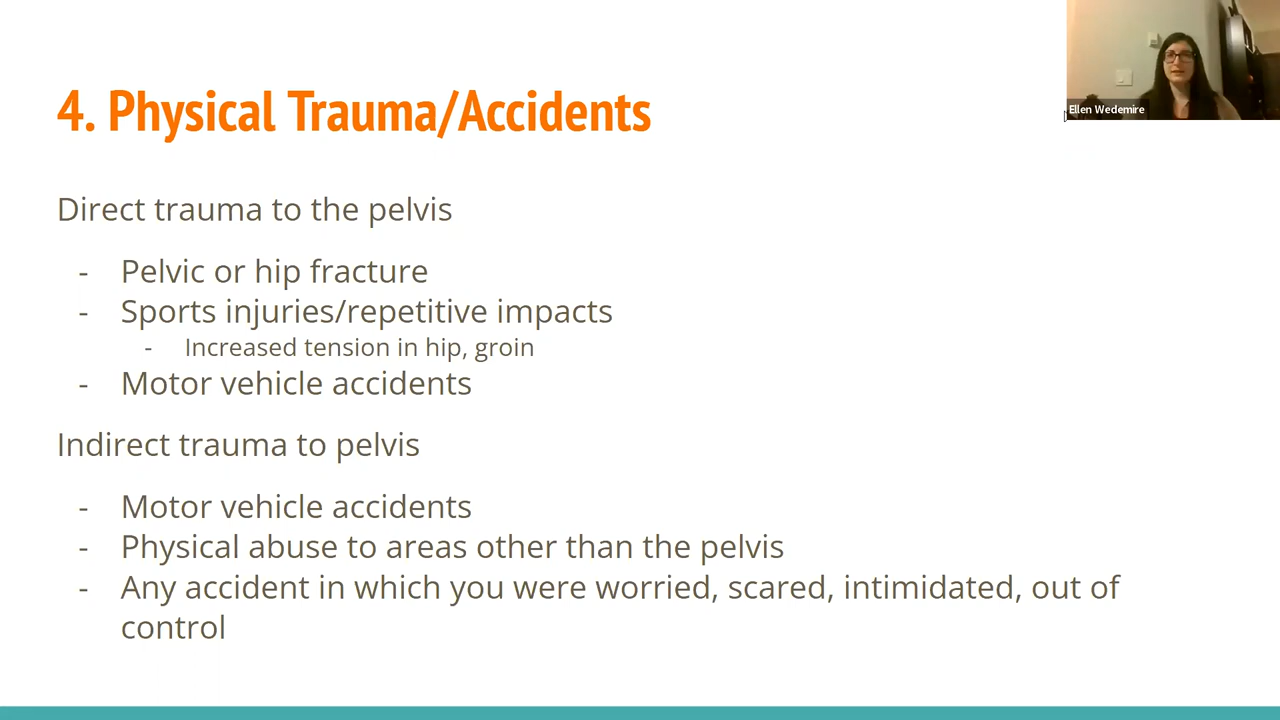 Ellen Wedemire
4. Physical Trauma/Accidents
Direct trauma to the pelvis
- Pelvic or hip fracture
- Sports injuries/repetitive impacts
- Increased tension in hip, groin
- Motor vehicle accidents
Indirect trauma to pelvis
- Motor vehicle accidents
- Physical abuse to areas other than the pelvis
- Any accident in which you were worried, scared, intimidated, out of
control